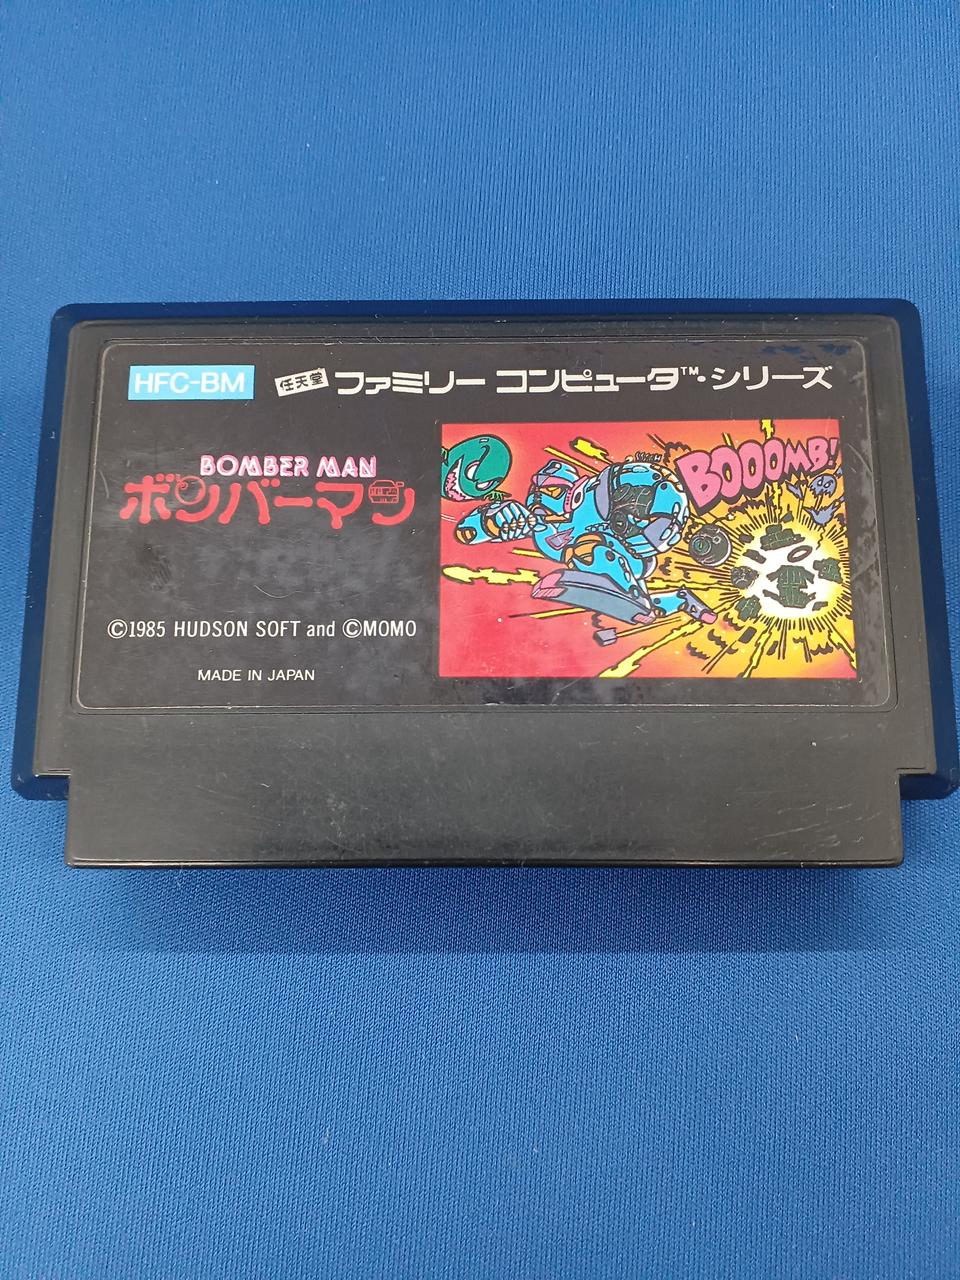 HFC-BM
任天堂 ファミリー コンピュータ™・シリーズ
BOMBER MAN
ボンバーマン
BOOOMB!
©1985 HUDSON SOFT and ©MOMO
MADE IN JAPAN